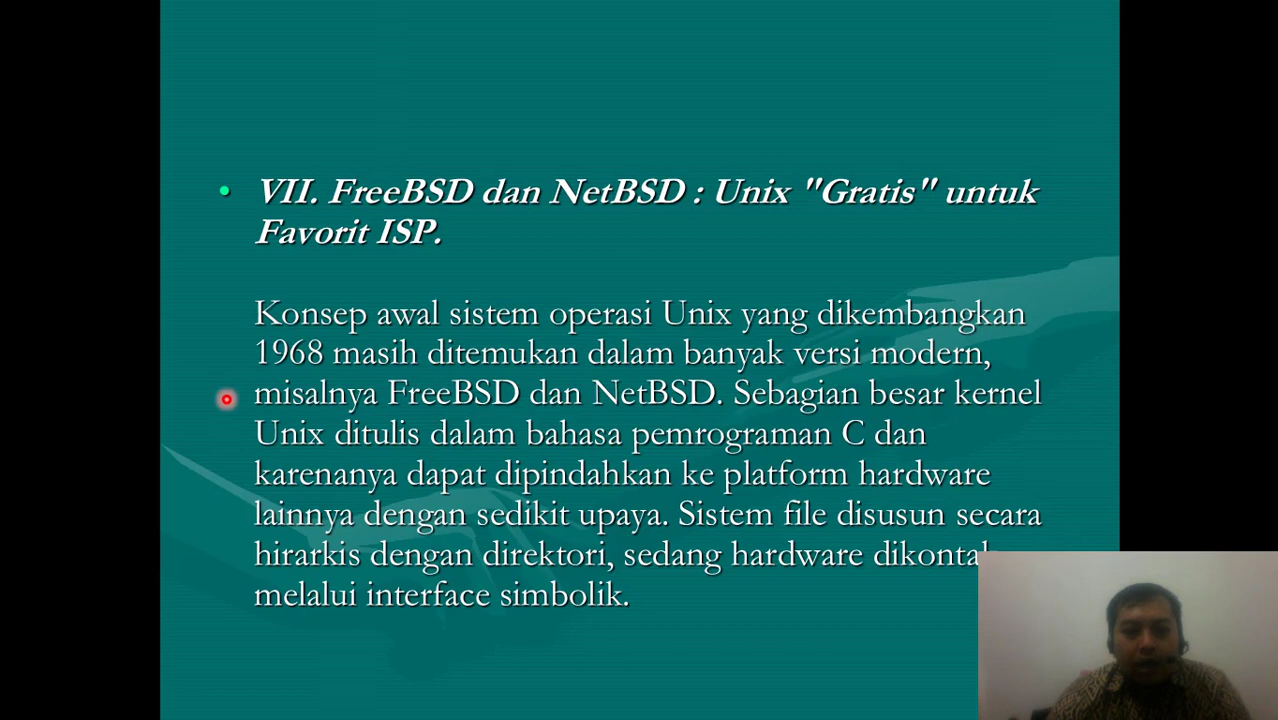 • VII. FreeBSD dan NetBSD : Unix "Gratis" untuk
Favorit ISP.
Konsep awal sistem operasi Unix yang dikembangkan
1968 masih ditemukan dalam banyak versi modern,
misalnya FreeBSD dan NetBSD. Sebagian besar kernel
Unix ditulis dalam bahasa pemrograman C dan
karenanya dapat dipindahkan ke platform hardware
lainnya dengan sedikit upaya. Sistem file disusun secara
hirarkis dengan direktori, sedang hardware
melalui interface simbolik.